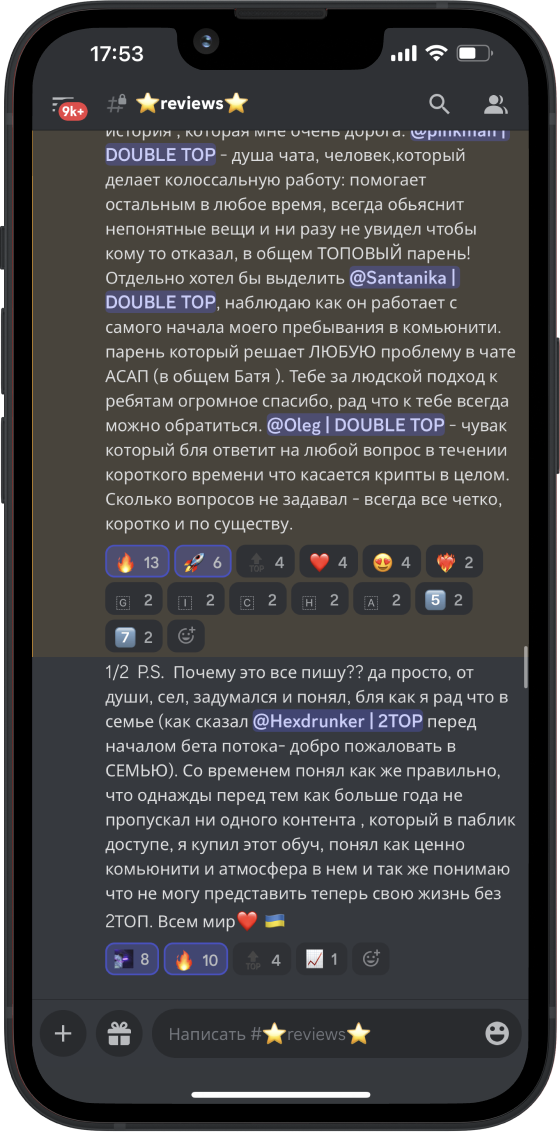 17:53
9k+
⭐reviews⭐
история , которая мне очень дорога. @pinkman |
DOUBLE TOP - душа чата, человек,который
делает колоссальную работу: помогает
остальным в любое время, всегда обьяснит
непонятные вещи и ни разу не увидел чтобы
кому то отказал, в общем ТОПОВЫЙ парень!
Отдельно хотел бы выделить @Santanika |
DOUBLE TOP, наблюдаю как он работает с
самого начала моего пребывания в комьюнити.
парень который решает ЛЮБУЮ проблему в чате
АСАП (в общем Батя ). Тебе за людской подход к
ребятам огромное спасибо, рад что к тебе всегда
можно обратиться. @Oleg | DOUBLE TOP - чувак
который бля ответит на любой вопрос в течении
короткого времени что касается крипты в целом.
Сколько вопросов не задавал - всегда все четко,
коротко и по существу.
🔥 13 🚀 6 TOP 4 ❤️ 4 😍 4 ❤️‍🔥 2
G 2 I 2 C 2 H 2 A 2 5 2
7 2
1/2 P.S. Почему это все пишу?? да просто, от
души, сел, задумался и понял, бля как я рад что в
семье (как сказал @Hexdrunker | 2TOP перед
началом бета потока- добро пожаловать в
СЕМЬЮ). Со временем понял как же правильно,
что однажды перед тем как больше года не
пропускал ни одного контента , который в паблик
доступе, я купил этот обуч, понял как ценно
комьюнити и атмосфера в нем и так же понимаю
что не могу представить теперь свою жизнь без
2ТОП. Всем мир❤️ 🇺🇦
8 🔥 10 TOP 4 📈 1
Написать #⭐reviews⭐